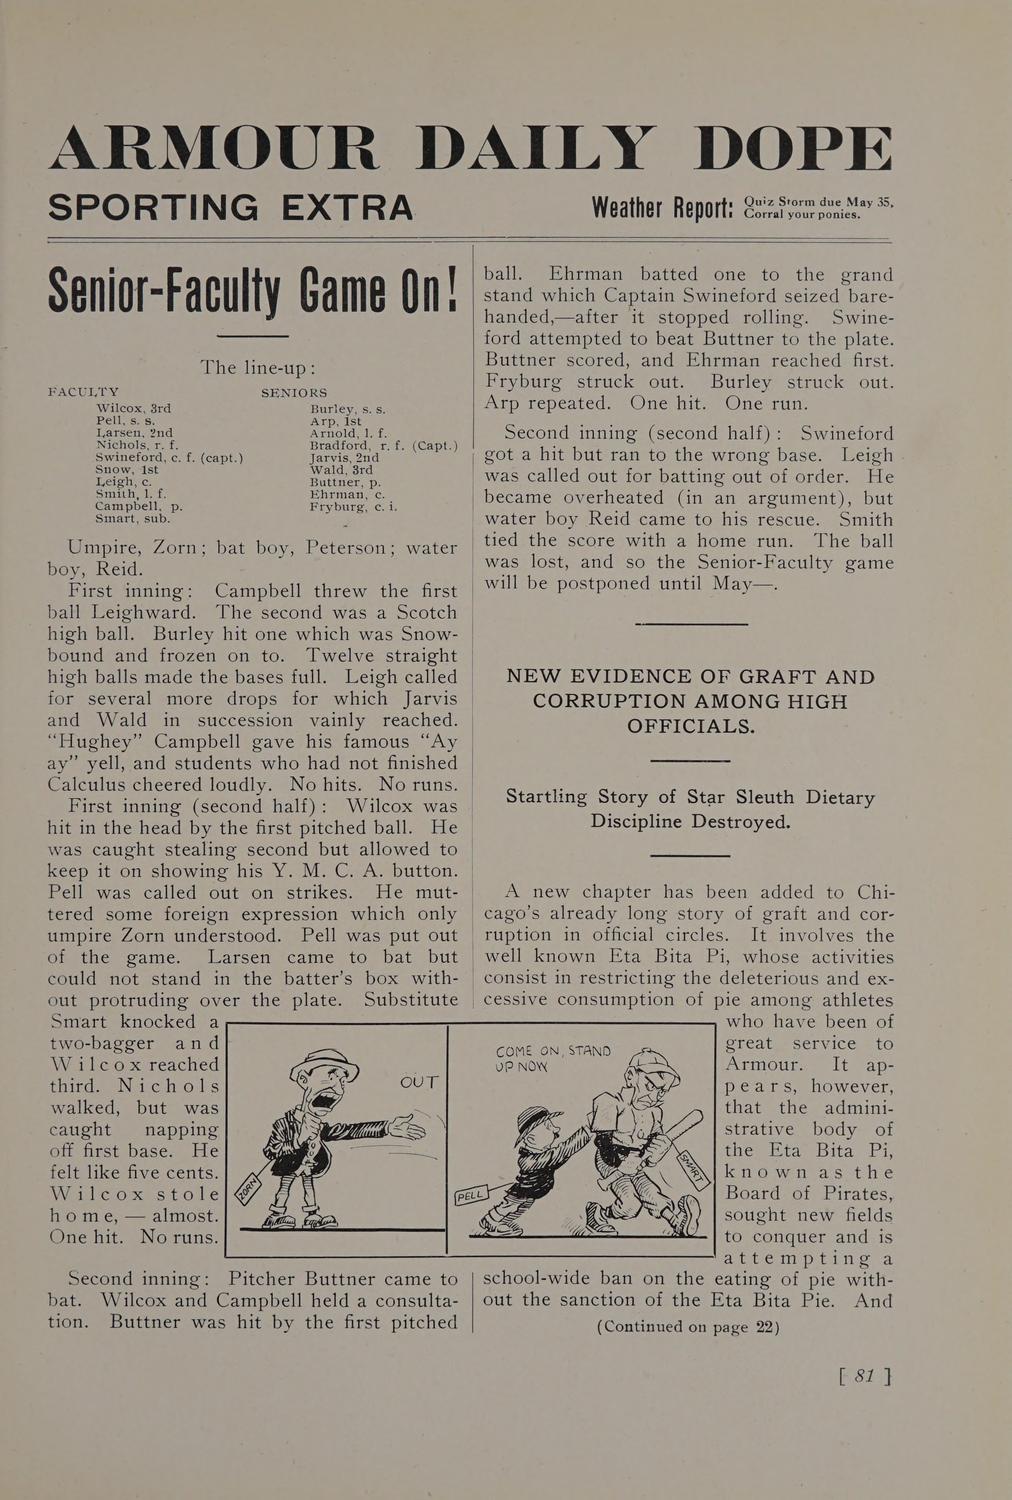 ARMOUR DAILY DOPE
SPORTING EXTRA
Weather Report: Quiz Storm due May 35,
Corral your ponies.
Senior-Faculty Game On!
The line-up:
FACULTY SENIORS
Wilcox, 3rd Burley, s. s.
Pell, s. s. Arp, 1st
Larsen, 2nd Arnold, l. f.
Nichols, r. f. Bradford, r. f. (Capt.)
Swineford, c. f. (capt.) Jarvis, 2nd
Snow, 1st Wald, 3rd
Leigh, c. Buttner, p.
Smith, l. f. Ehrman, c.
Campbell, p. Fryburg, c. i.
Smart, sub.
Umpire, Zorn; bat boy, Peterson; water
boy, Reid.
First inning: Campbell threw the first
ball Leighward. The second was a Scotch
high ball. Burley hit one which was Snow-
bound and frozen on to. Twelve straight
high balls made the bases full. Leigh called
for several more drops for which Jarvis
and Wald in succession vainly reached.
“Hughey” Campbell gave his famous “Ay
ay” yell, and students who had not finished
Calculus cheered loudly. No hits. No runs.
First inning (second half): Wilcox was
hit in the head by the first pitched ball. He
was caught stealing second but allowed to
keep it on showing his Y. M. C. A. button.
Pell was called out on strikes. He mut-
tered some foreign expression which only
umpire Zorn understood. Pell was put out
of the game. Larsen came to bat but
could not stand in the batter’s box with-
out protruding over the plate. Substitute
Smart knocked a
two-bagger and
Wilcox reached
third. Nichols
walked, but was
caught napping
off first base. He
felt like five cents.
Wilcox stole
home, — almost.
One hit. No runs.
OUT
ZORN
COME ON, STAND
UP NOW
PELL
SMART
Second inning: Pitcher Buttner came to
bat. Wilcox and Campbell held a consulta-
tion. Buttner was hit by the first pitched
ball. Ehrman batted one to the grand
stand which Captain Swineford seized bare-
handed,—after it stopped rolling. Swine-
ford attempted to beat Buttner to the plate.
Buttner scored, and Ehrman reached first.
Fryburg struck out. Burley struck out.
Arp repeated. One hit. One run.
Second inning (second half): Swineford
got a hit but ran to the wrong base. Leigh
was called out for batting out of order. He
became overheated (in an argument), but
water boy Reid came to his rescue. Smith
tied the score with a home run. The ball
was lost, and so the Senior-Faculty game
will be postponed until May—.
NEW EVIDENCE OF GRAFT AND
CORRUPTION AMONG HIGH
OFFICIALS.
Startling Story of Star Sleuth Dietary
Discipline Destroyed.
A new chapter has been added to Chi-
cago’s already long story of graft and cor-
ruption in official circles. It involves the
well known Eta Bita Pi, whose activities
consist in restricting the deleterious and ex-
cessive consumption of pie among athletes
who have been of
great service to
Armour. It ap-
pears, however,
that the admini-
strative body of
the Eta Bita Pi,
known as the
Board of Pirates,
sought new fields
to conquer and is
attempting a
school-wide ban on the eating of pie with-
out the sanction of the Eta Bita Pie. And
(Continued on page 22)
[ 81 ]